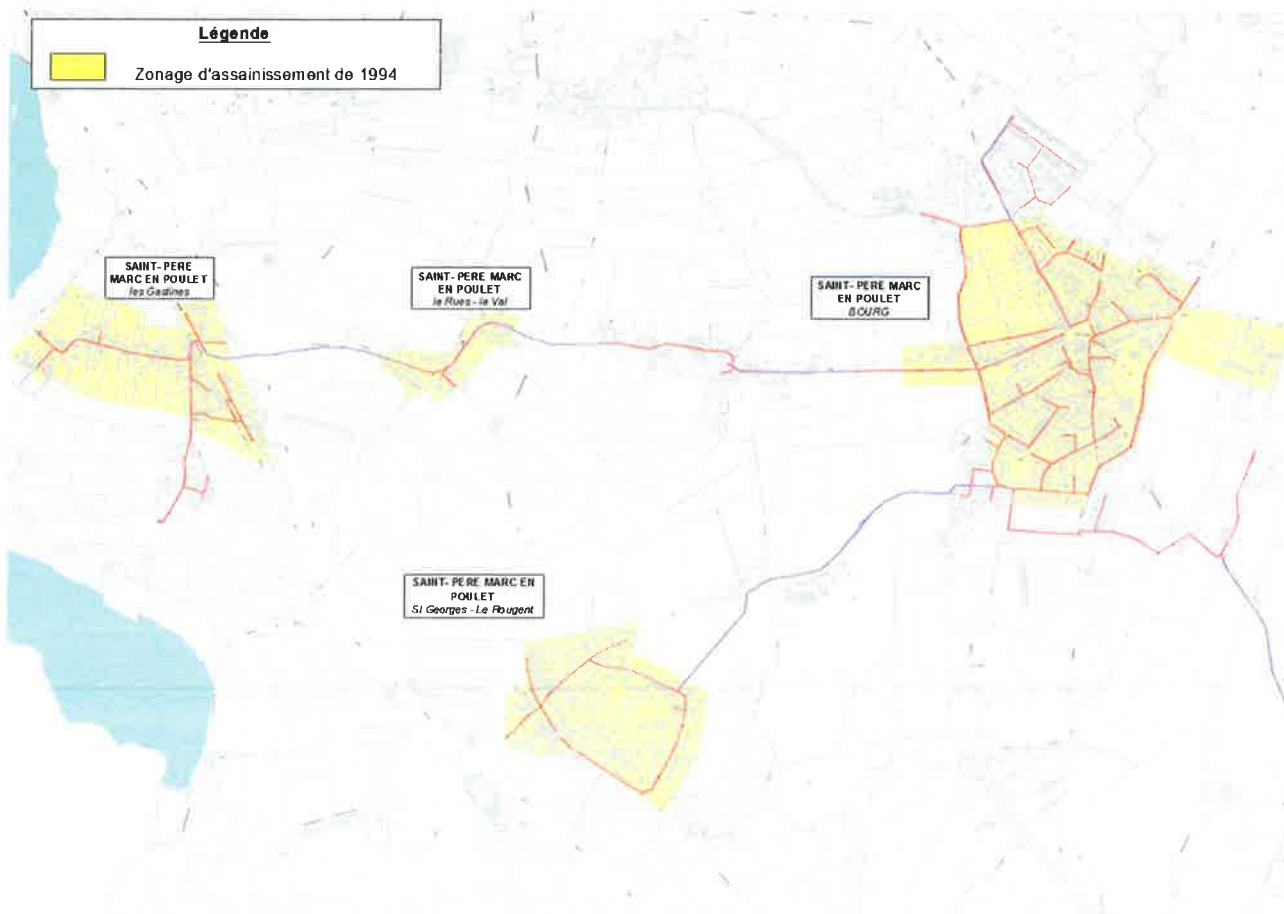 Légende
Zonage d'assainissement de 1994
SAINT-PERE
MARC EN POULET
les Gastines
SAINT-PERE MARC
EN POULET
la Rues - le Val
SAINT-PERE MARC
EN POULET
BOURG
SAINT-PERE MARC EN
POULET
St Georges - Le Rougent